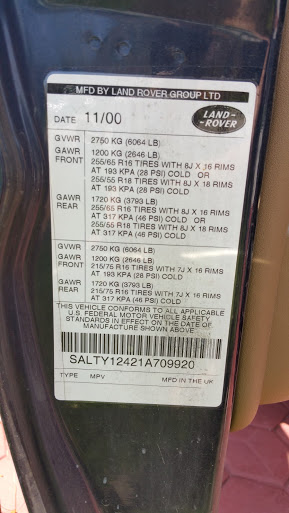 MFD BY LAND ROVER GROUP LTD
DATE 11/00
LAND-
-ROVER
GVWR 2750 KG (6064 LB)
GAWR FRONT 1200 KG (2646 LB)
255/65 R16 TIRES WITH 8J X 16 RIMS
AT 193 KPA (28 PSI) COLD OR
255/55 R18 TIRES WITH 8J X 18 RIMS
AT 193 KPA (28 PSI) COLD
GAWR REAR 1720 KG (3793 LB)
255/65 R16 TIRES WITH 8J X 16 RIMS
AT 317 KPA (46 PSI) COLD OR
255/55 R18 TIRES WITH 8J X 18 RIMS
AT 317 KPA (46 PSI) COLD
GVWR 2750 KG (6064 LB)
GAWR FRONT 1200 KG (2646 LB)
215/75 R16 TIRES WITH 7J X 16 RIMS
AT 193 KPA (28 PSI) COLD
GAWR REAR 1720 KG (3793 LB)
215/75 R16 TIRES WITH 7J X 16 RIMS
AT 317 KPA (46 PSI) COLD
THIS VEHICLE CONFORMS TO ALL APPLICABLE
U.S. FEDERAL MOTOR VEHICLE SAFETY
STANDARDS IN EFFECT ON THE DATE OF
MANUFACTURE SHOWN ABOVE.
SALTY12421A709920
TYPE MPV MFD IN THE UK